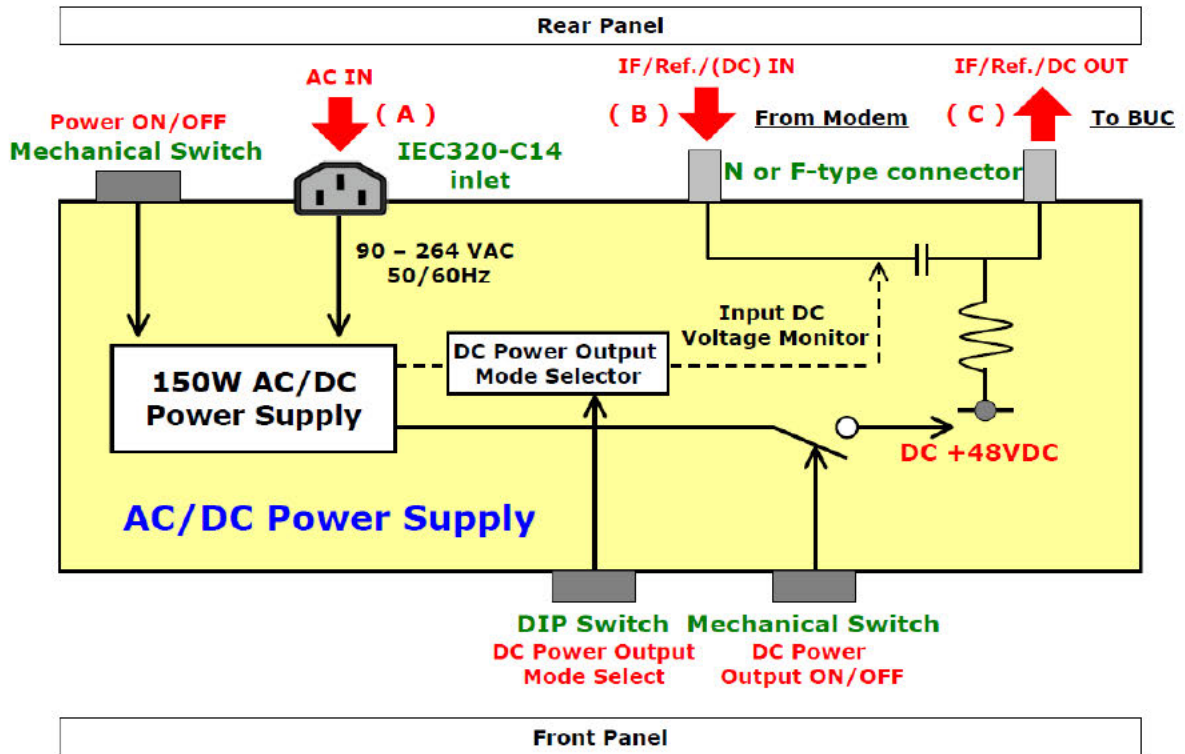 Rear Panel
AC IN
IF/Ref./(DC) IN
IF/Ref./DC OUT
( A )
( B )
From Modem
( C )
To BUC
Power ON/OFF
Mechanical Switch
IEC320-C14
inlet
N or F-type connector
90 – 264 VAC
50/60Hz
Input DC
Voltage Monitor
DC Power Output
Mode Selector
150W AC/DC
Power Supply
DC +48VDC
AC/DC Power Supply
DIP Switch
DC Power Output
Mode Select
Mechanical Switch
DC Power
Output ON/OFF
Front Panel